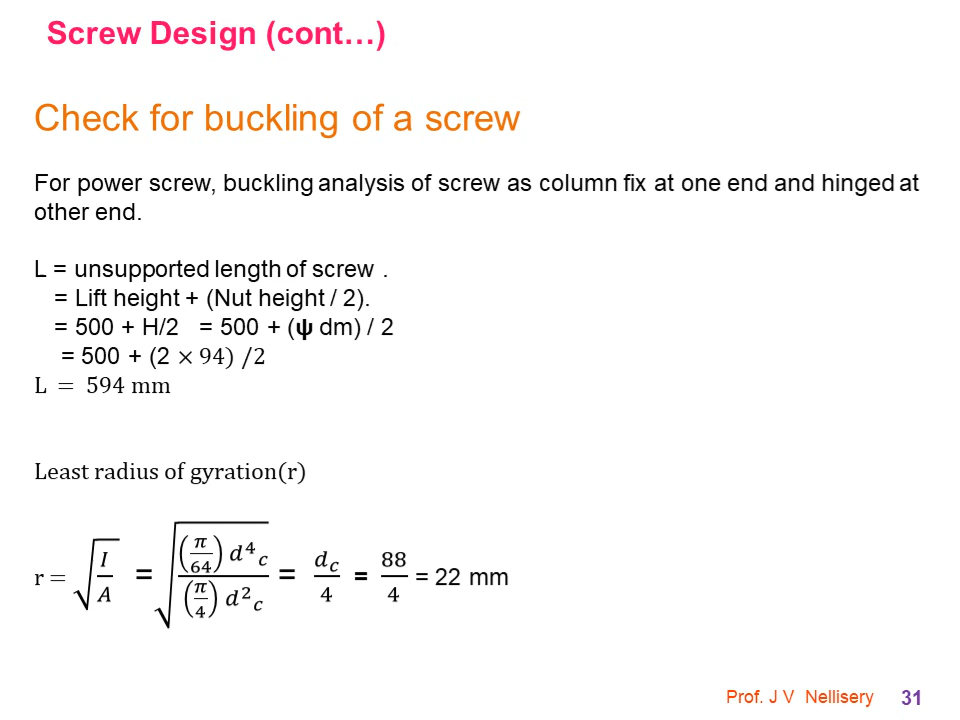 Screw Design (cont…)
Check for buckling of a screw
For power screw, buckling analysis of screw as column fix at one end and hinged at
other end.
L = unsupported length of screw .
= Lift height + (Nut height / 2).
= 500 + H/2 = 500 + (ψ dm) / 2
= 500 + (2 × 94) /2
L = 594 mm
Least radius of gyration(r)
r = √(I/A) = √((π/64) d⁴c / (π/4) d²c) = dc/4 = 88/4 = 22 mm
Prof. J V Nellisery 31